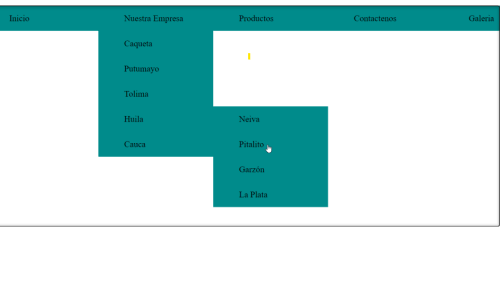 Inicio Nuestra Empresa Productos Contactenos Galeria
Caqueta
Putumayo
Tolima
Huila
Cauca
Neiva
Pitalito
Garzón
La Plata